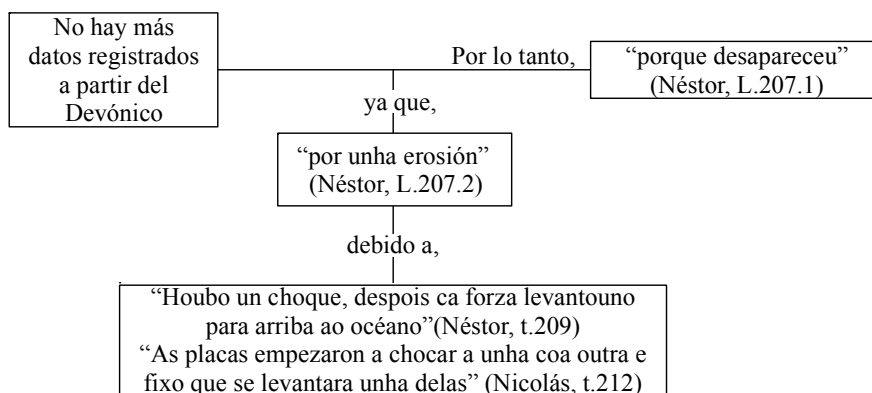 No hay más
datos registrados
a partir del
Devónico
Por lo tanto,
“porque desapareceu”
(Néstor, L.207.1)
ya que,
“por unha erosión”
(Néstor, L.207.2)
debido a,
“Houbo un choque, despois ca forza levantouno
para arriba ao océano”(Néstor, t.209)
“As placas empezaron a chocar a unha coa outra e
fixo que se levantara unha delas” (Nicolás, t.212)